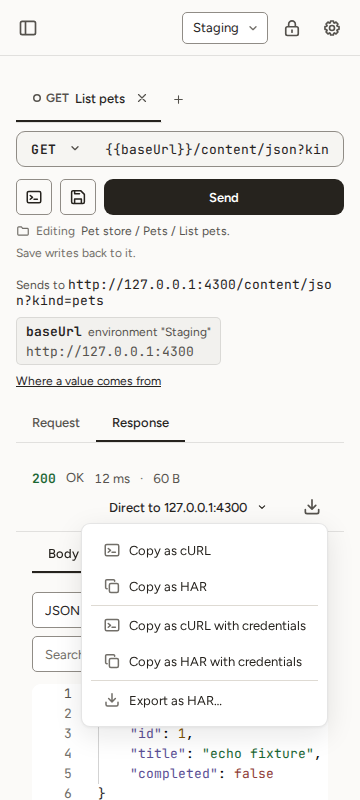 Staging
GET List pets
GET {{baseUrl}}/content/json?kin
Send
Editing Pet store / Pets / List pets.
Save writes back to it.
Sends to http://127.0.0.1:4300/content/jso
n?kind=pets
baseUrl environment "Staging"
http://127.0.0.1:4300
Where a value comes from
Request Response
200 OK 12 ms · 60 B
Direct to 127.0.0.1:4300
Body
Copy as cURL
Copy as HAR
Copy as cURL with credentials
Copy as HAR with credentials
Export as HAR...
JSON
Search
1
2
3 "id": 1,
4 "title": "echo fixture",
5 "completed": false
6 }